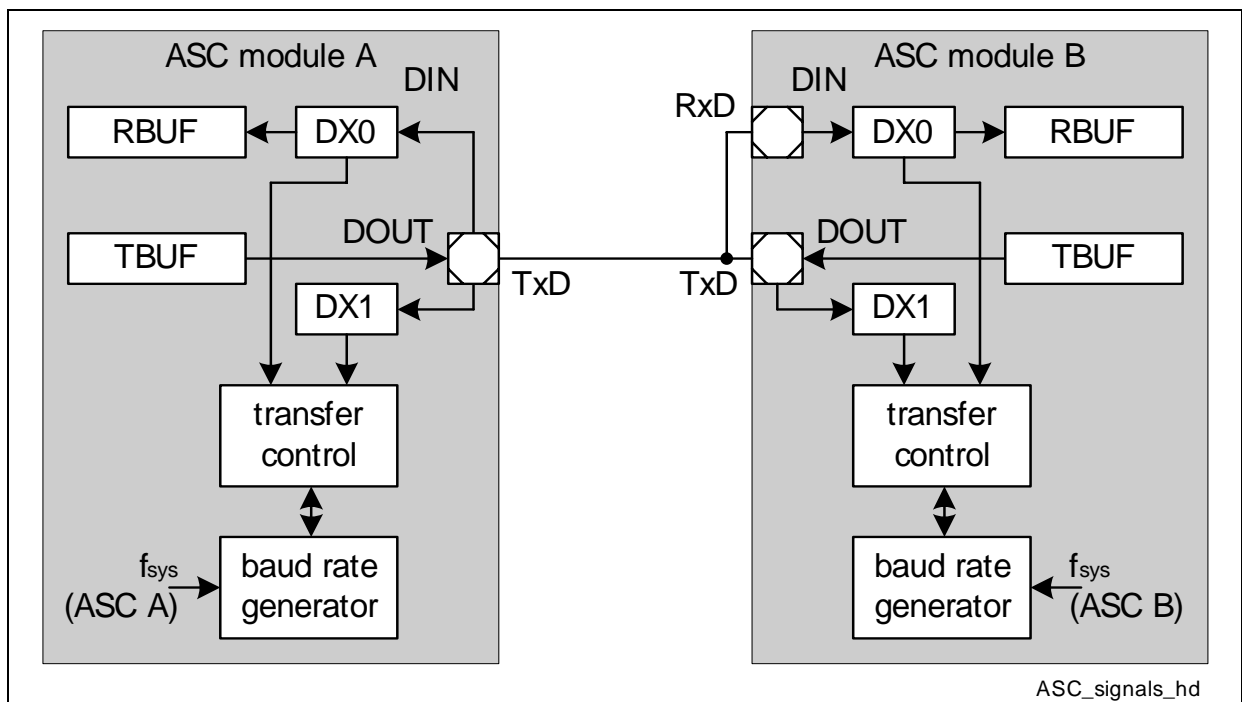 ASC module A
DIN
RBUF
DX0
DOUT
TBUF
TxD
DX1
transfer
control
fsys
(ASC A)
baud rate
generator
ASC module B
RxD
DIN
DX0
RBUF
TxD
DOUT
TBUF
DX1
transfer
control
baud rate
generator
fsys
(ASC B)
ASC_signals_hd